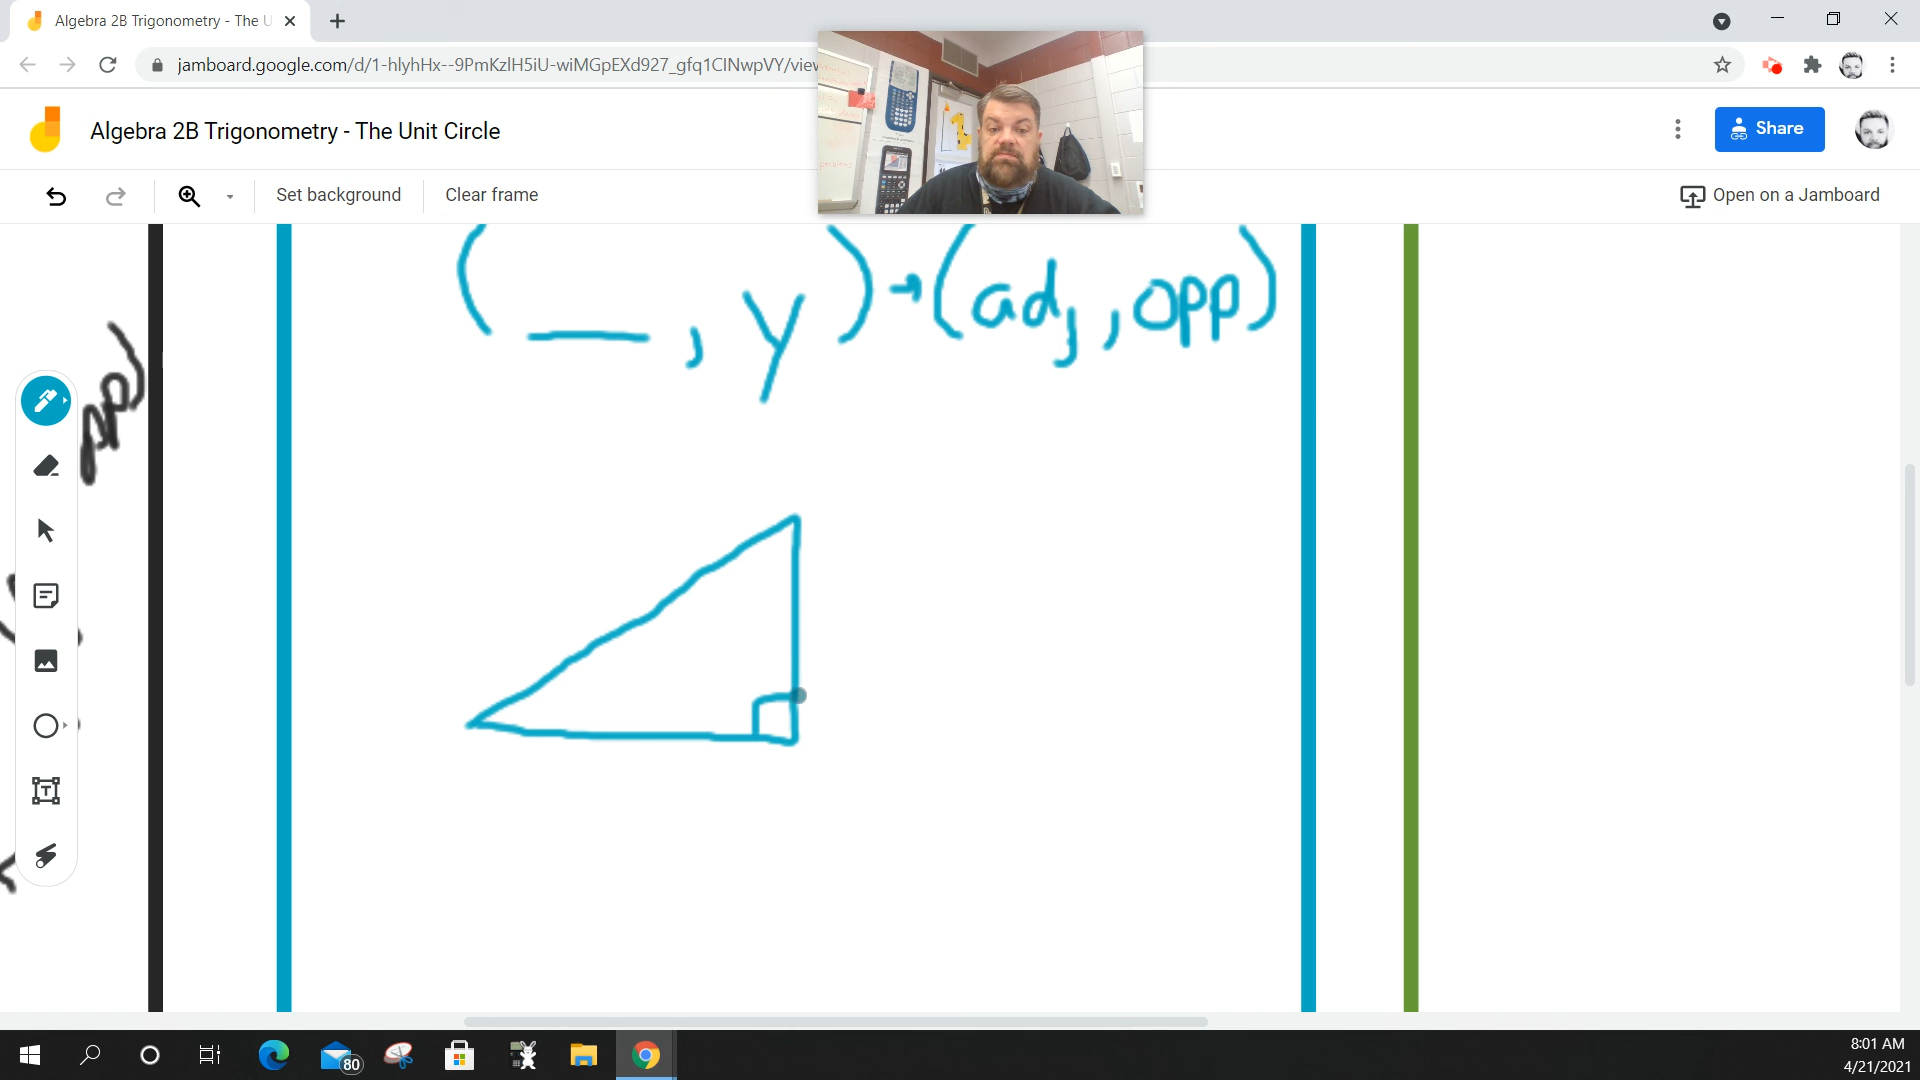 Algebra 2B Trigonometry - The U
jamboard.google.com/d/1-hlyhHx--9PmKzlH5iU-wiMGpEXd927_gfq1ClNwpVY/view
Algebra 2B Trigonometry - The Unit Circle
Share
Set background
Clear frame
Open on a Jamboard
( __ , y ) → (adj, opp)
pp)
80
8:01 AM
4/21/2021